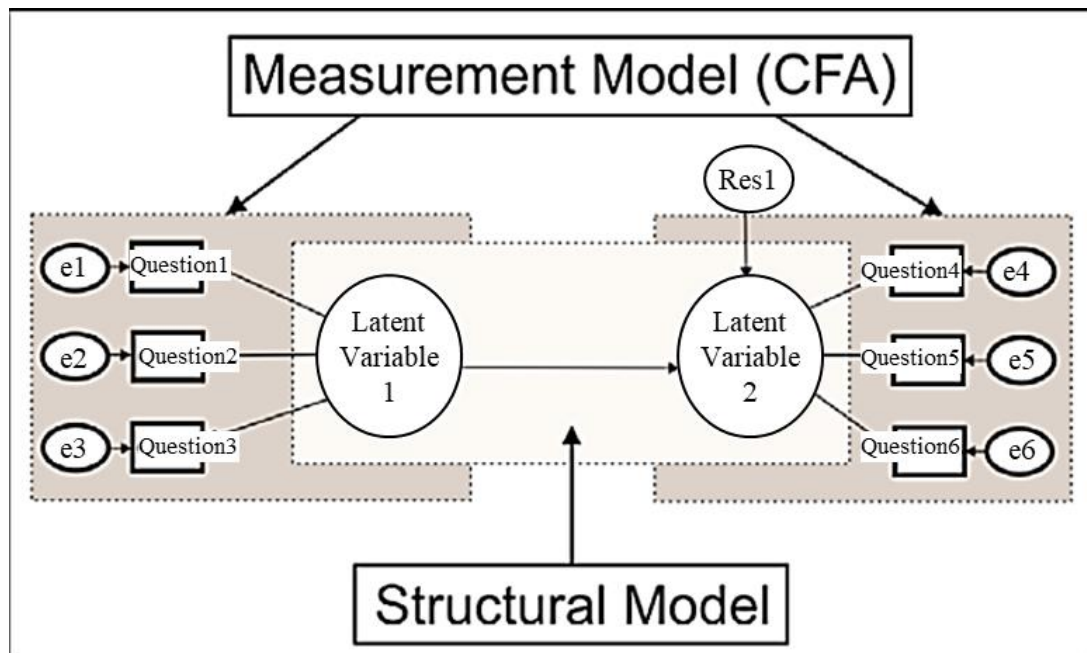 Measurement Model (CFA)
Res1
e1
Question1
Question4
e4
Latent
Variable
1
Latent
Variable
2
e2
Question2
Question5
e5
e3
Question3
Question6
e6
Structural Model